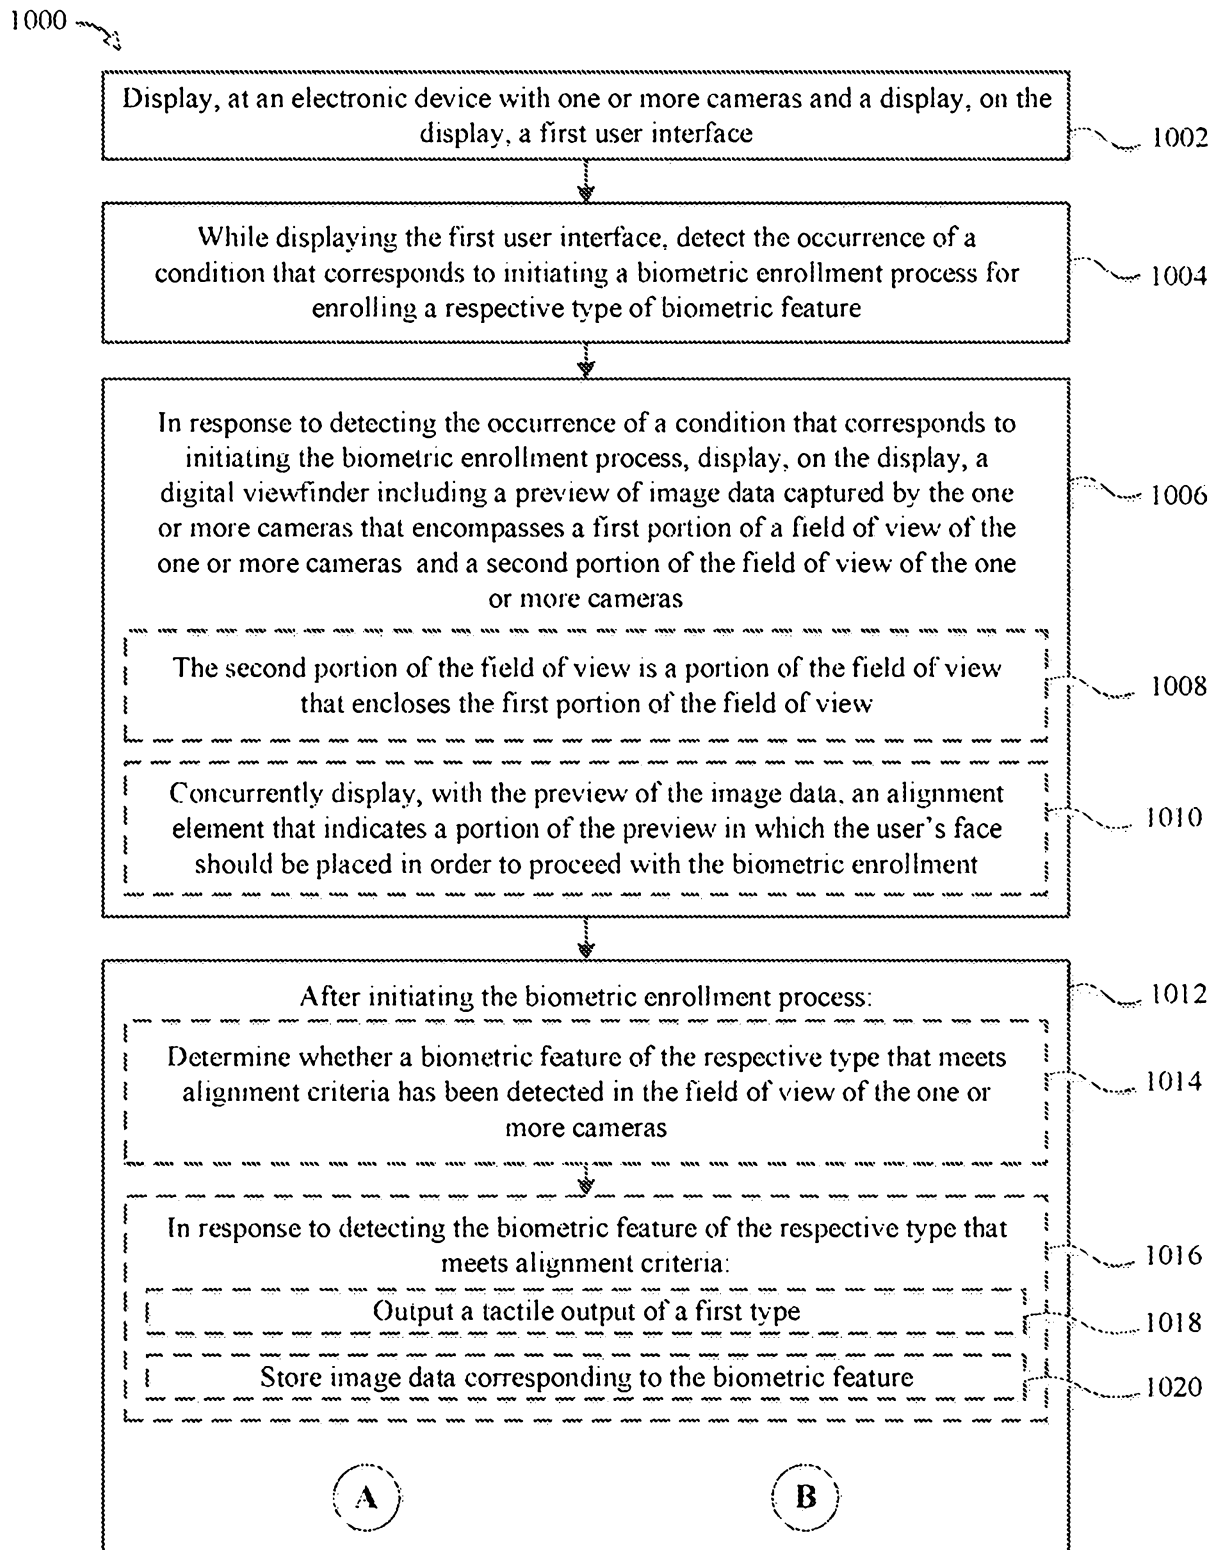 1000
Display, at an electronic device with one or more cameras and a display, on the
display, a first user interface
1002
While displaying the first user interface, detect the occurrence of a
condition that corresponds to initiating a biometric enrollment process for
enrolling a respective type of biometric feature
1004
In response to detecting the occurrence of a condition that corresponds to
initiating the biometric enrollment process, display, on the display, a
digital viewfinder including a preview of image data captured by the one
or more cameras that encompasses a first portion of a field of view of the
one or more cameras and a second portion of the field of view of the one
or more cameras
1006
The second portion of the field of view is a portion of the field of view
that encloses the first portion of the field of view
1008
Concurrently display, with the preview of the image data, an alignment
element that indicates a portion of the preview in which the user's face
should be placed in order to proceed with the biometric enrollment
1010
After initiating the biometric enrollment process:
1012
Determine whether a biometric feature of the respective type that meets
alignment criteria has been detected in the field of view of the one or
more cameras
1014
In response to detecting the biometric feature of the respective type that
meets alignment criteria:
1016
Output a tactile output of a first type
1018
Store image data corresponding to the biometric feature
1020
A
B